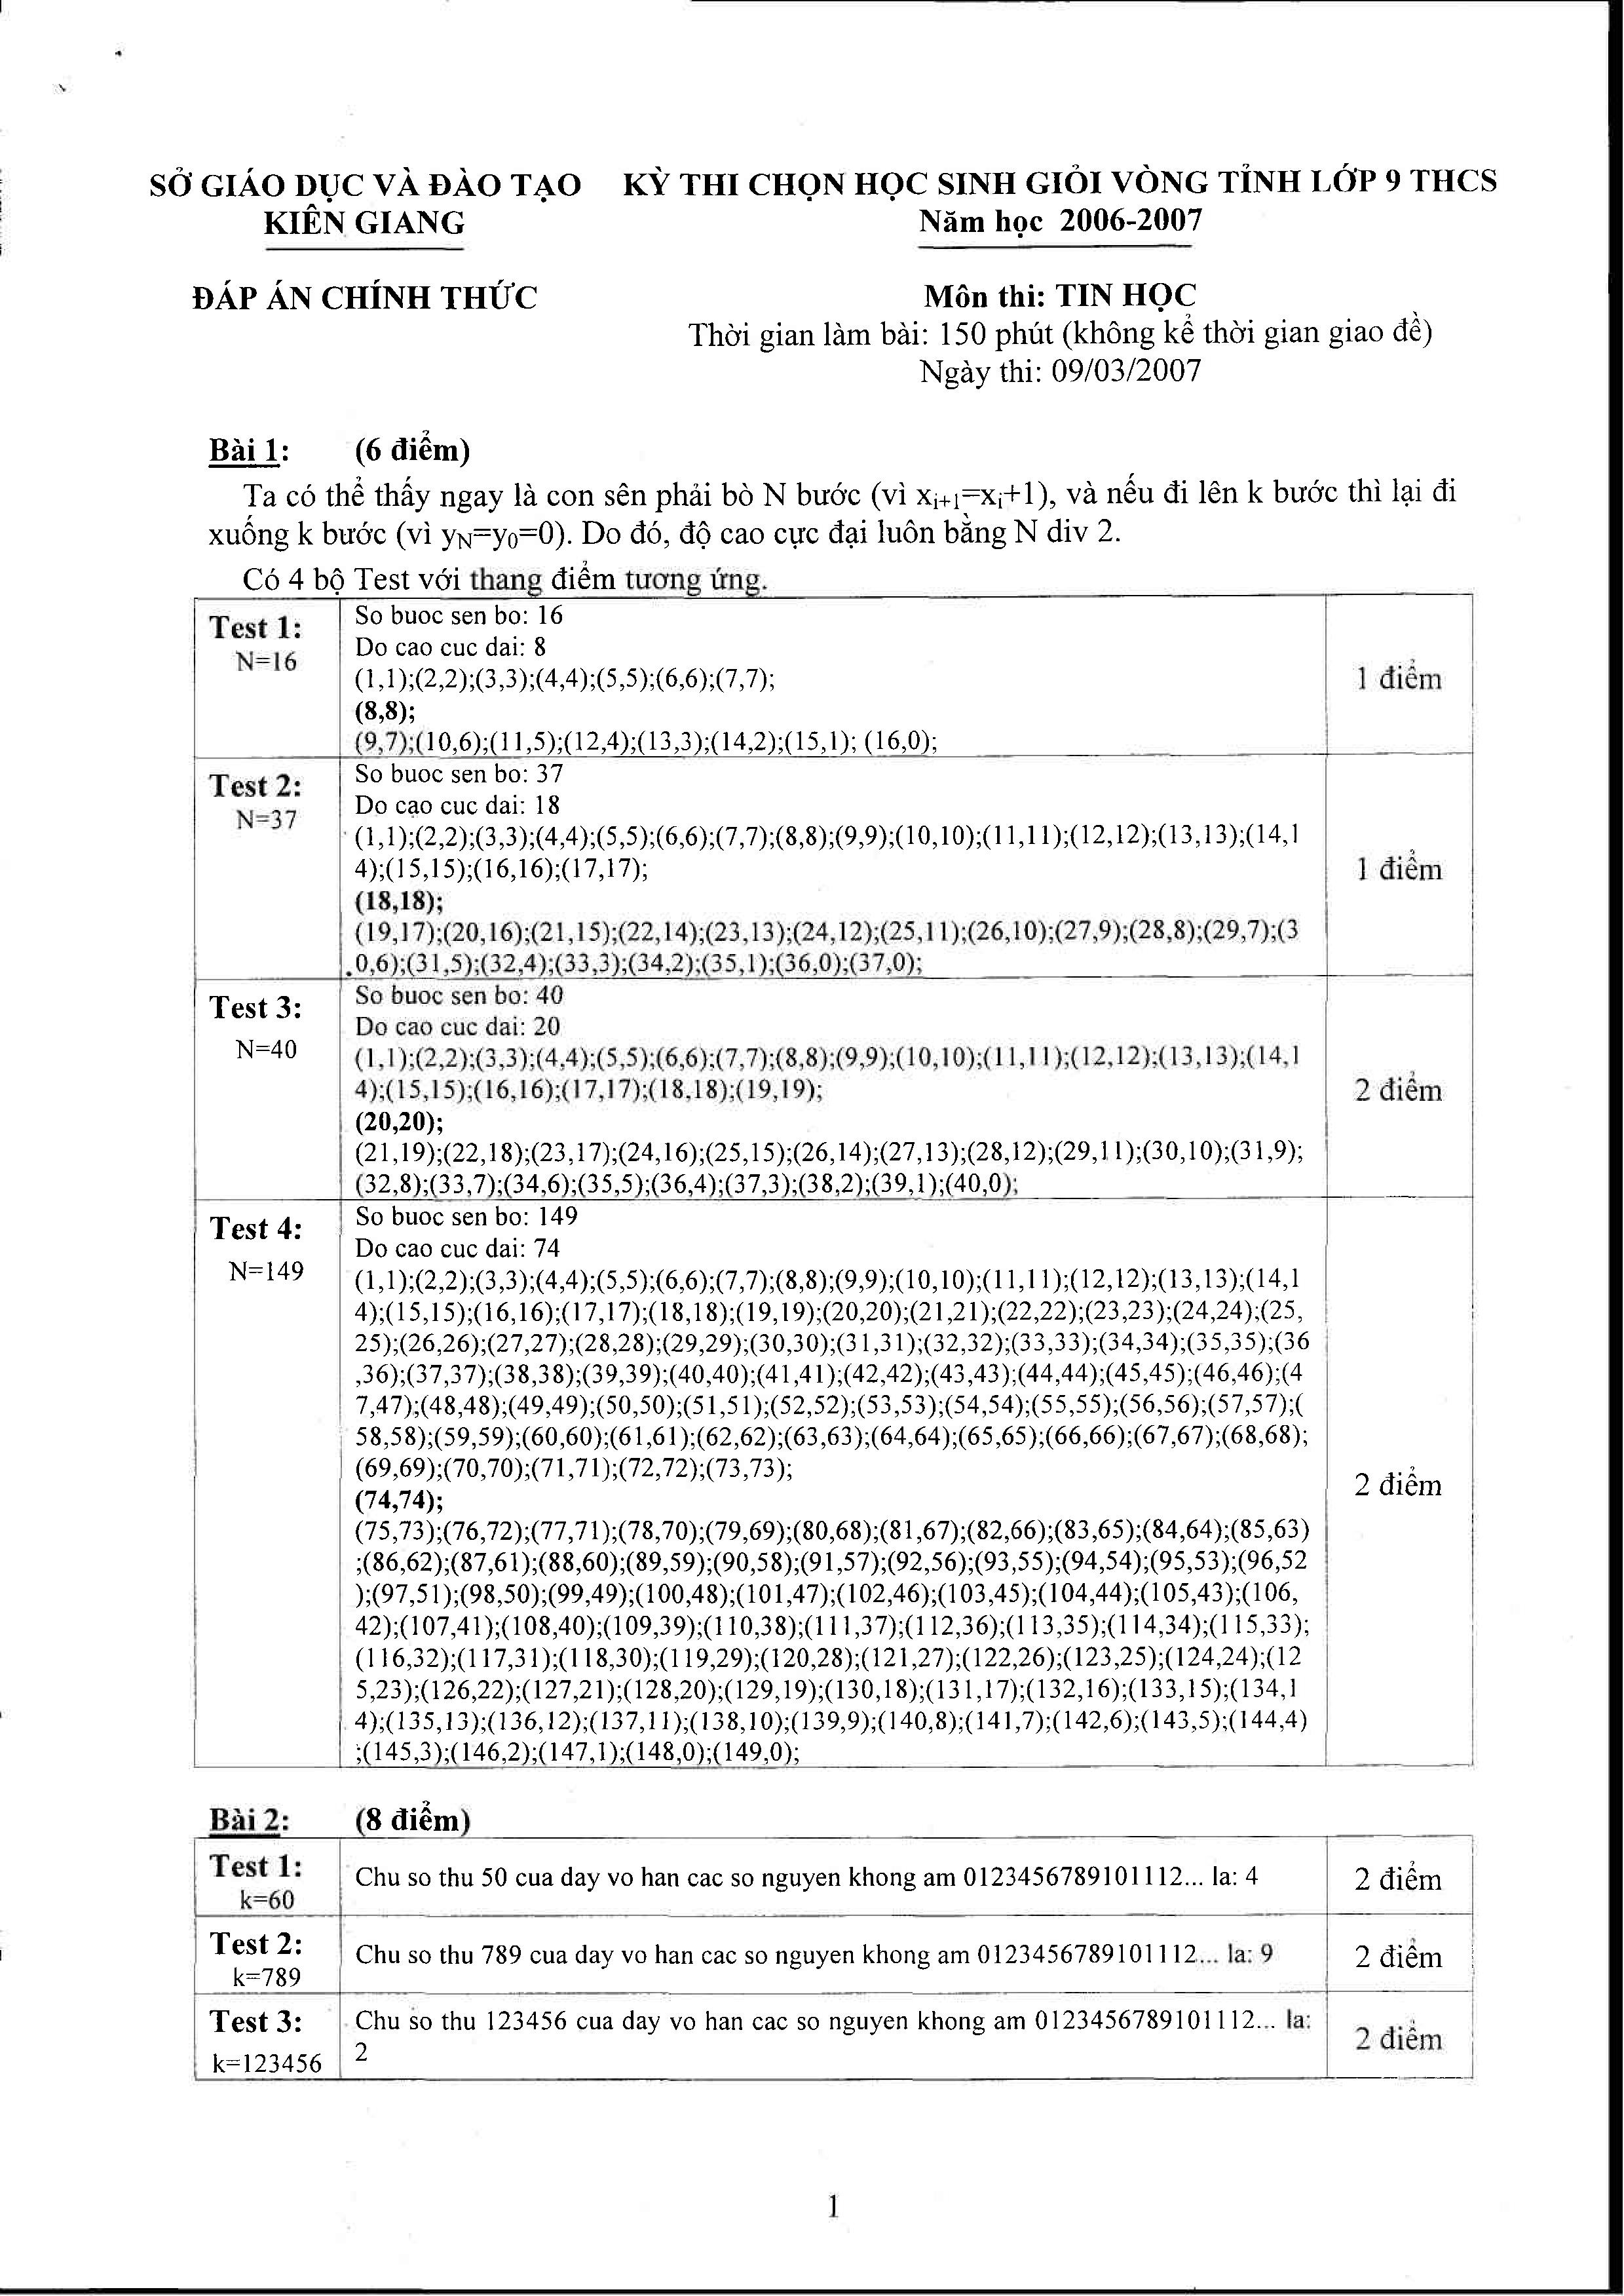 SỞ GIÁO DỤC VÀ ĐÀO TẠO KỲ THI CHỌN HỌC SINH GIỎI VÒNG TỈNH LỚP 9 THCS
KIÊN GIANG Năm học 2006-2007
ĐÁP ÁN CHÍNH THỨC Môn thi: TIN HỌC
Thời gian làm bài: 150 phút (không kể thời gian giao đề)
Ngày thi: 09/03/2007
Bài 1: (6 điểm)
Ta có thể thấy ngay là con sên phải bò N bước (vì xi+1=xi+1), và nếu đi lên k bước thì lại đi
xuống k bước (vì yN=y0=0). Do đó, độ cao cực đại luôn bằng N div 2.
Có 4 bộ Test với thang điểm tương ứng.
Test 1:
N=16
So buoc sen bo: 16
Do cao cuc dai: 8
(1,1);(2,2);(3,3);(4,4);(5,5);(6,6);(7,7);
(8,8);
(9,7);(10,6);(11,5);(12,4);(13,3);(14,2);(15,1); (16,0);
1 điểm
Test 2:
N=37
So buoc sen bo: 37
Do cao cuc dai: 18
(1,1);(2,2);(3,3);(4,4);(5,5);(6,6);(7,7);(8,8);(9,9);(10,10);(11,11);(12,12);(13,13);(14,1
4);(15,15);(16,16);(17,17);
(18,18);
(19,17);(20,16);(21,15);(22,14);(23,13);(24,12);(25,11);(26,10);(27,9);(28,8);(29,7);(3
0,6);(31,5);(32,4);(33,3);(34,2);(35,1);(36,0);(37,0);
1 điểm
Test 3:
N=40
So buoc sen bo: 40
Do cao cuc dai: 20
(1,1);(2,2);(3,3);(4,4);(5,5);(6,6);(7,7);(8,8);(9,9);(10,10);(11,11);(12,12);(13,13);(14,1
4);(15,15);(16,16);(17,17);(18,18);(19,19);
(20,20);
(21,19);(22,18);(23,17);(24,16);(25,15);(26,14);(27,13);(28,12);(29,11);(30,10);(31,9);
(32,8);(33,7);(34,6);(35,5);(36,4);(37,3);(38,2);(39,1);(40,0);
2 điểm
Test 4:
N=149
So buoc sen bo: 149
Do cao cuc dai: 74
(1,1);(2,2);(3,3);(4,4);(5,5);(6,6);(7,7);(8,8);(9,9);(10,10);(11,11);(12,12);(13,13);(14,1
4);(15,15);(16,16);(17,17);(18,18);(19,19);(20,20);(21,21);(22,22);(23,23);(24,24);(25,
25);(26,26);(27,27);(28,28);(29,29);(30,30);(31,31);(32,32);(33,33);(34,34);(35,35);(36
,36);(37,37);(38,38);(39,39);(40,40);(41,41);(42,42);(43,43);(44,44);(45,45);(46,46);(4
7,47);(48,48);(49,49);(50,50);(51,51);(52,52);(53,53);(54,54);(55,55);(56,56);(57,57);(
58,58);(59,59);(60,60);(61,61);(62,62);(63,63);(64,64);(65,65);(66,66);(67,67);(68,68);
(69,69);(70,70);(71,71);(72,72);(73,73);
(74,74);
(75,73);(76,72);(77,71);(78,70);(79,69);(80,68);(81,67);(82,66);(83,65);(84,64);(85,63)
;(86,62);(87,61);(88,60);(89,59);(90,58);(91,57);(92,56);(93,55);(94,54);(95,53);(96,52
);(97,51);(98,50);(99,49);(100,48);(101,47);(102,46);(103,45);(104,44);(105,43);(106,
42);(107,41);(108,40);(109,39);(110,38);(111,37);(112,36);(113,35);(114,34);(115,33);
(116,32);(117,31);(118,30);(119,29);(120,28);(121,27);(122,26);(123,25);(124,24);(12
5,23);(126,22);(127,21);(128,20);(129,19);(130,18);(131,17);(132,16);(133,15);(134,1
4);(135,13);(136,12);(137,11);(138,10);(139,9);(140,8);(141,7);(142,6);(143,5);(144,4)
;(145,3);(146,2);(147,1);(148,0);(149,0);
2 điểm
Bài 2: (8 điểm)
Test 1:
k=60
Chu so thu 50 cua day vo han cac so nguyen khong am 0123456789101112... la: 4
2 điểm
Test 2:
k=789
Chu so thu 789 cua day vo han cac so nguyen khong am 0123456789101112... la: 9
2 điểm
Test 3:
k=123456
Chu so thu 123456 cua day vo han cac so nguyen khong am 0123456789101112... la:
2
2 điểm
1